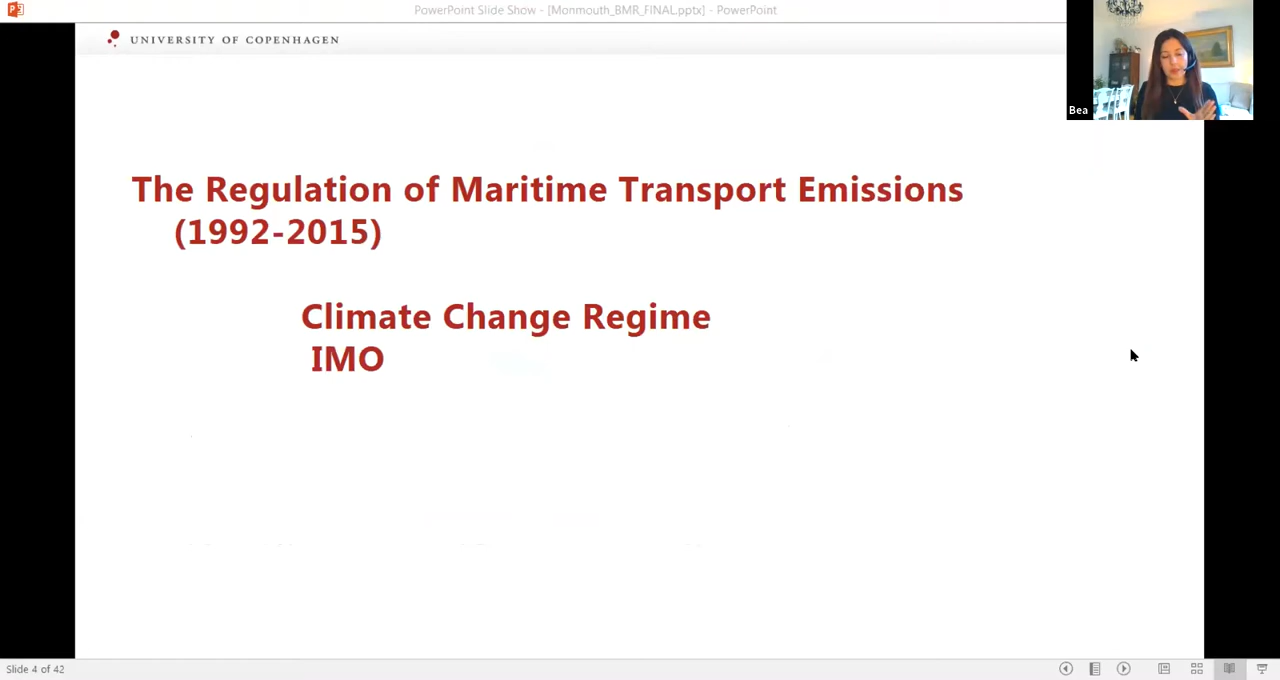 PowerPoint Slide Show - [Monmouth_BMR_FINAL.pptx] - PowerPoint
UNIVERSITY OF COPENHAGEN
Bea
The Regulation of Maritime Transport Emissions
(1992-2015)
Climate Change Regime
IMO
Slide 4 of 42